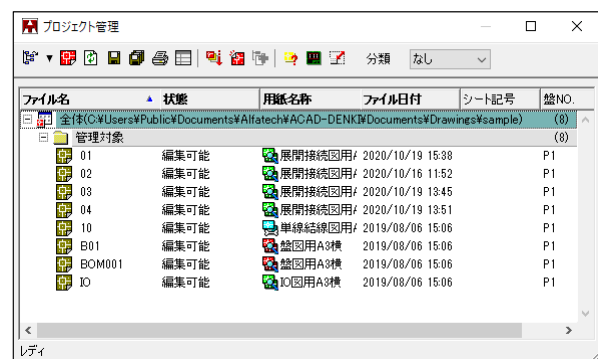 プロジェクト管理
分類 なし
ファイル名 状態 用紙名称 ファイル日付 シート記号 盤NO.
全体(C:¥Users¥Public¥Documents¥Alfatech¥ACAD-DENKI¥Documents¥Drawings¥sample) (8)
管理対象 (8)
01 編集可能 展開接続図用A 2020/10/19 15:38 P1
02 編集可能 展開接続図用A 2020/10/16 11:52 P1
03 編集可能 展開接続図用A 2020/10/19 13:45 P1
04 編集可能 展開接続図用A 2020/10/19 13:51 P1
10 編集可能 単線結線図用A 2019/08/06 15:06 P1
B01 編集可能 盤図用A3横 2019/08/06 15:06 P1
BOM001 編集可能 盤図用A3横 2019/08/06 15:06 P1
IO 編集可能 IO図用A3横 2019/08/06 15:06 P1
レディ